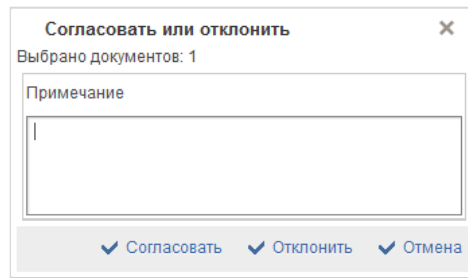 Согласовать или отклонить
Выбрано документов: 1
Примечание
Согласовать Отклонить Отмена